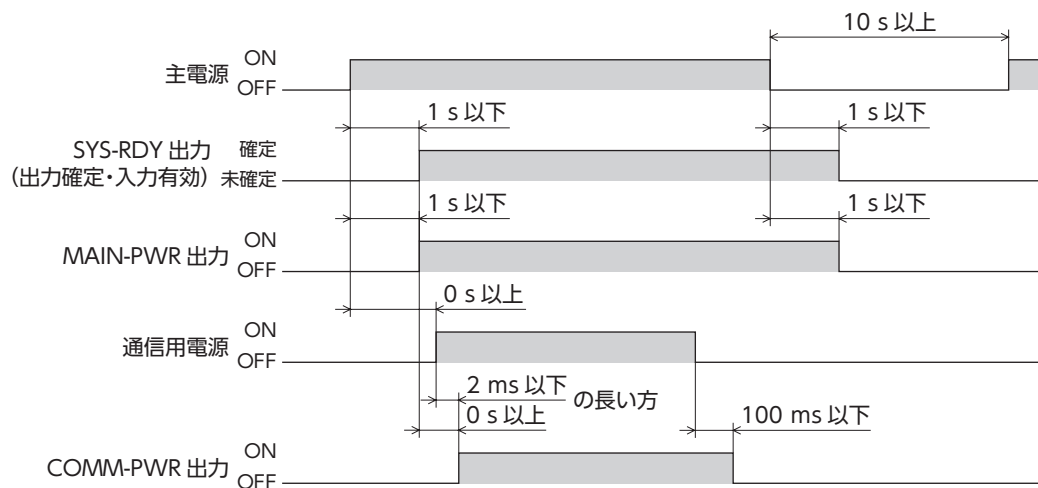 10 s 以上
主電源 ON
OFF
1 s 以下 1 s 以下
SYS-RDY 出力 確定
(出力確定・入力有効) 未確定
1 s 以下 1 s 以下
MAIN-PWR 出力 ON
OFF
0 s 以上
通信用電源 ON
OFF
2 ms 以下 の長い方
0 s 以上 100 ms 以下
COMM-PWR 出力 ON
OFF